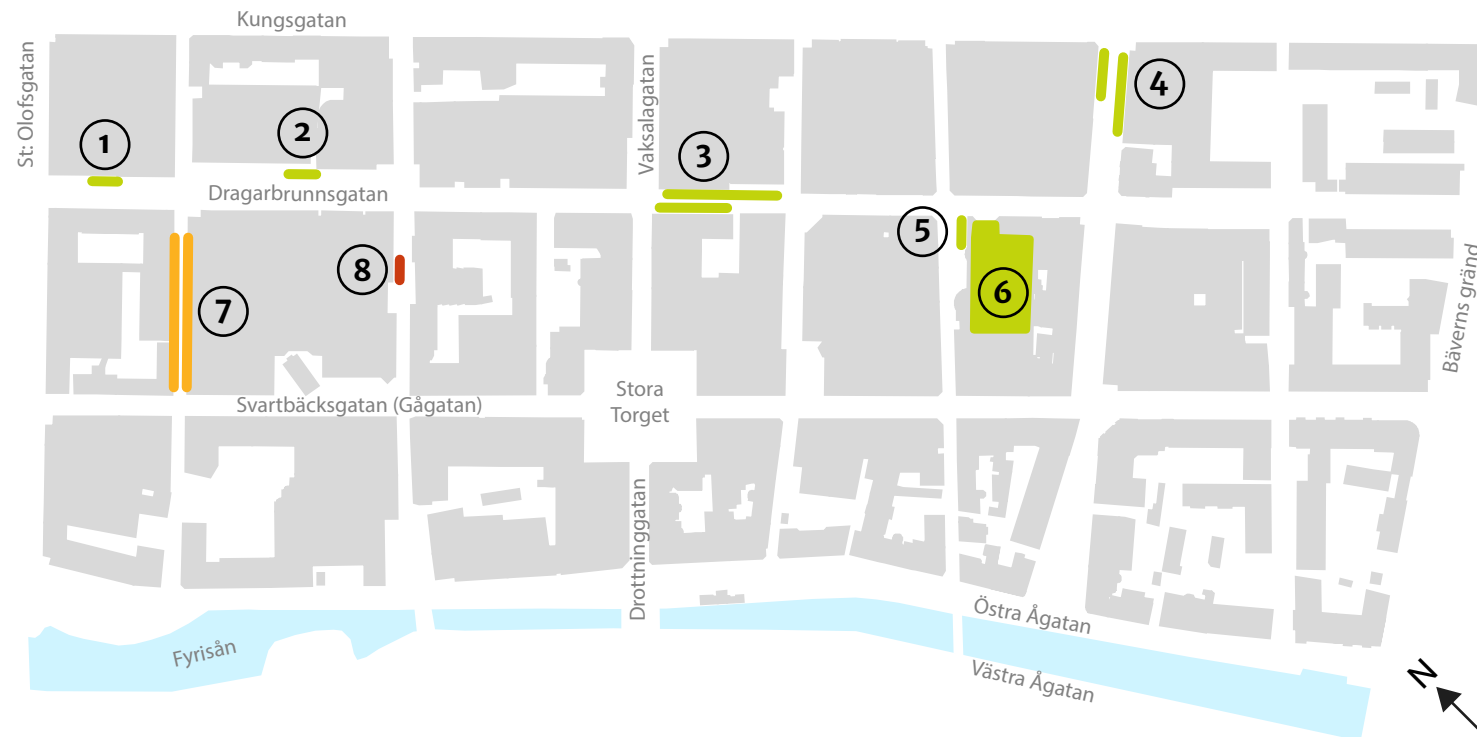 Kungsgatan
St: Olofsgatan
Vaksalagatan
1
2
3
4
Dragarbrunnsgatan
5
6
7
8
Bäverns gränd
Stora
Torget
Svartbäcksgatan (Gågatan)
Drottninggatan
Östra Ågatan
Fyrisån
Västra Ågatan
N